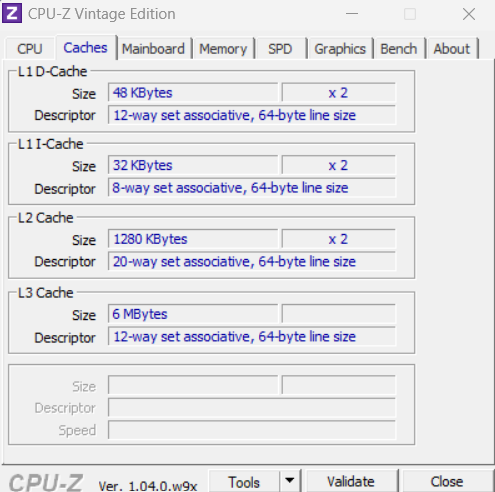 CPU-Z Vintage Edition
CPU Caches Mainboard Memory SPD Graphics Bench About
L1 D-Cache
Size 48 KBytes x 2
Descriptor 12-way set associative, 64-byte line size
L1 I-Cache
Size 32 KBytes x 2
Descriptor 8-way set associative, 64-byte line size
L2 Cache
Size 1280 KBytes x 2
Descriptor 20-way set associative, 64-byte line size
L3 Cache
Size 6 MBytes
Descriptor 12-way set associative, 64-byte line size
Size
Descriptor
Speed
CPU-Z Ver. 1.04.0.w9x Tools Validate Close